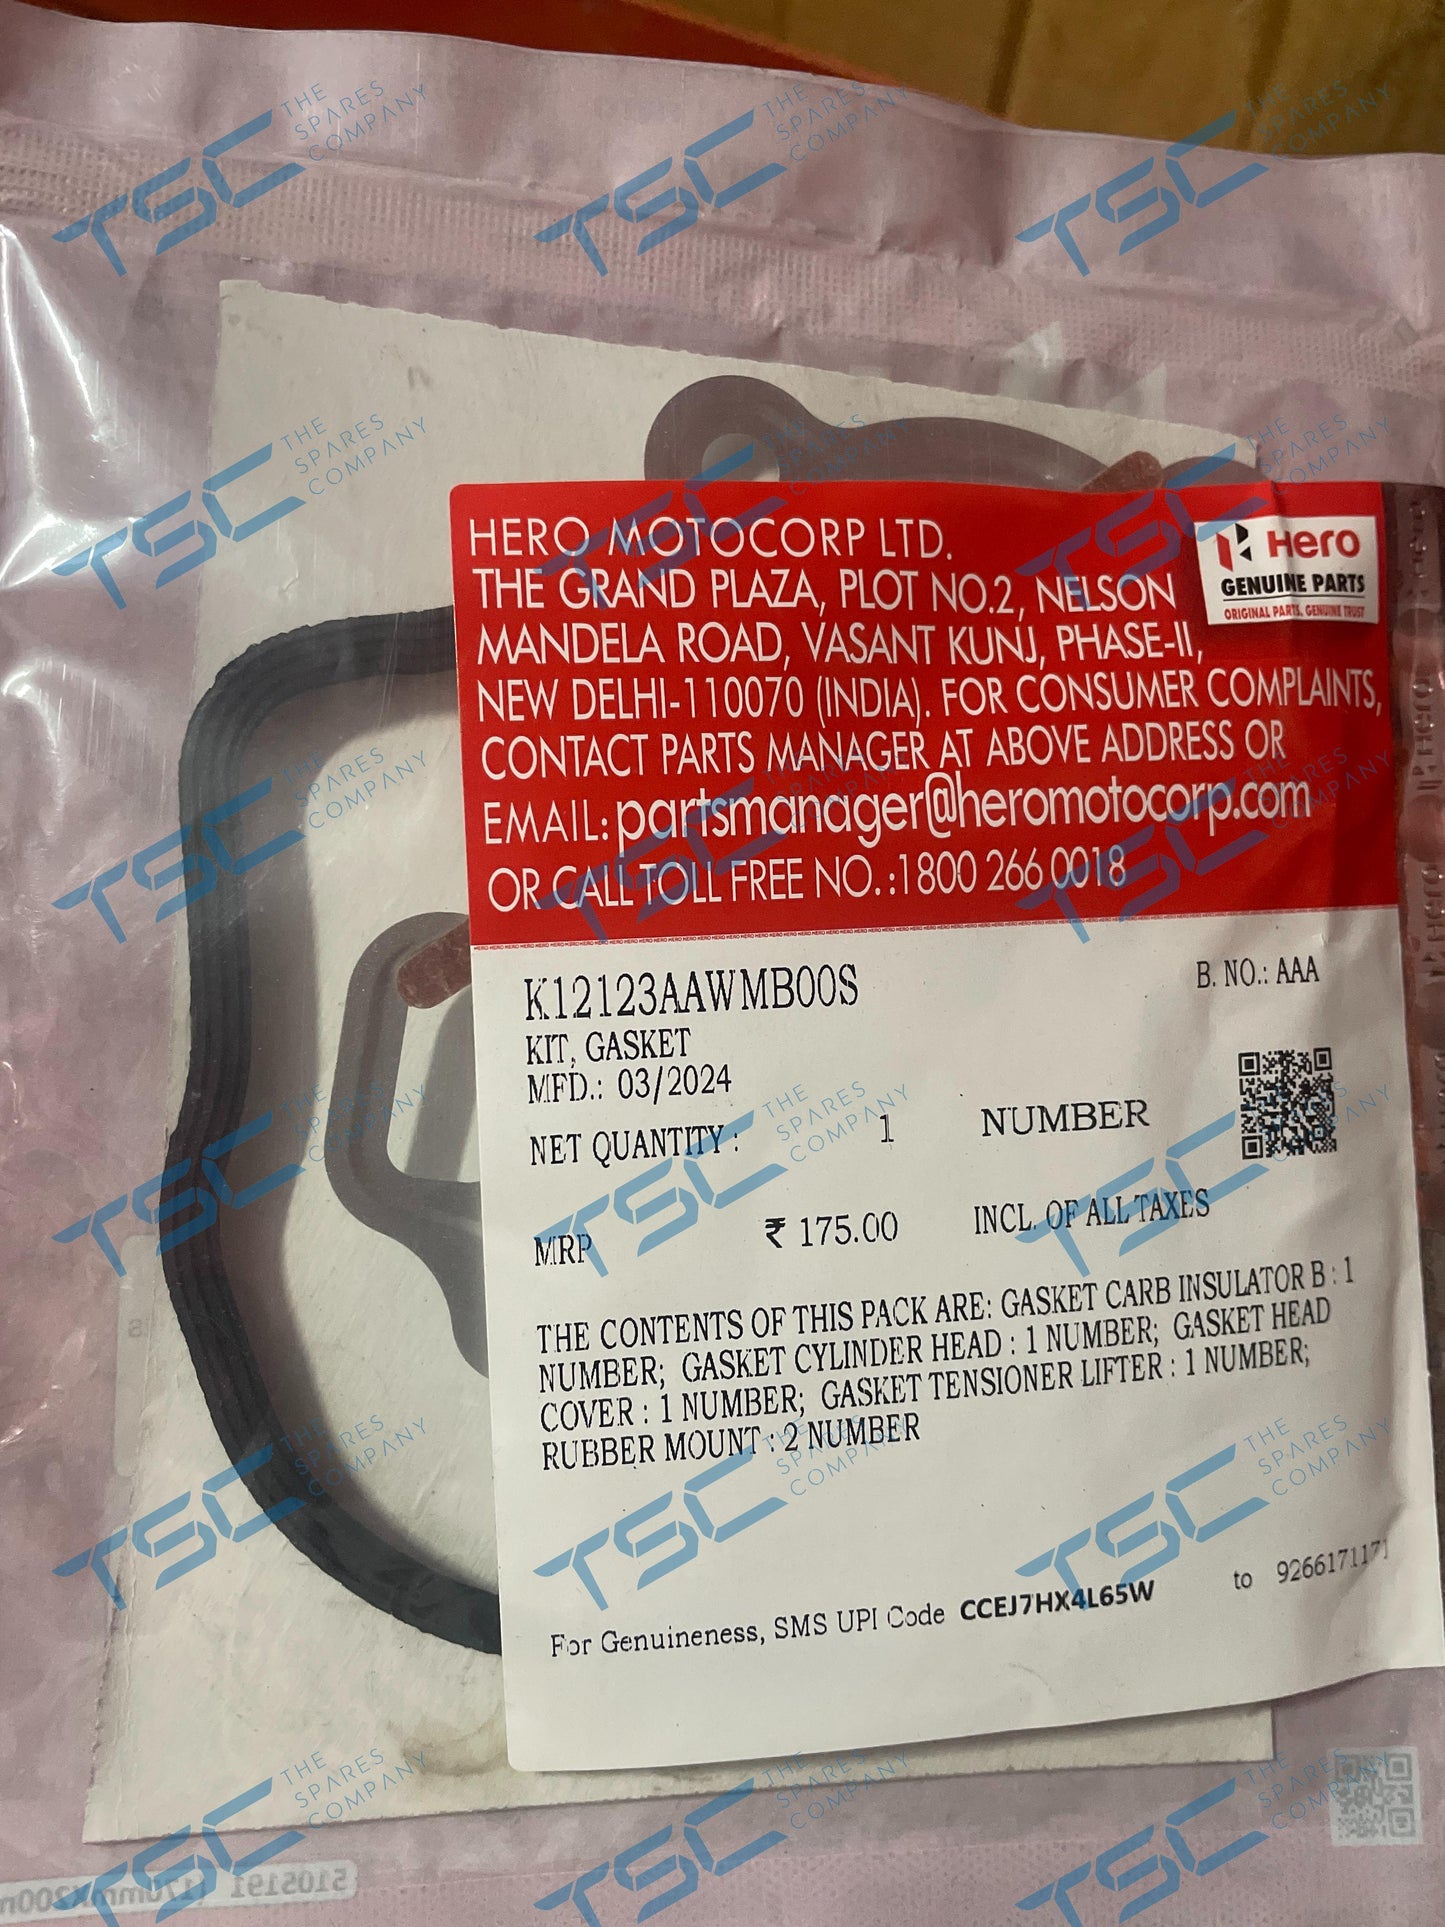 HERO MOTOCORP LTD.
THE GRAND PLAZA, PLOT NO.2, NELSON
MANDELA ROAD, VASANT KUNJ, PHASE-II,
NEW DELHI-110070 (INDIA). FOR CONSUMER COMPLAINTS,
CONTACT PARTS MANAGER AT ABOVE ADDRESS OR
EMAIL: partsmanager@heromotocorp.com
OR CALL TOLL FREE NO.:1800 266 0018
Hero
GENUINE PARTS
ORIGINAL PARTS, GENUINE TRUST
K12123AAWMB00S
B. NO.: AAA
KIT, GASKET
MFD.: 03/2024
NET QUANTITY : 1 NUMBER
MRP ₹ 175.00 INCL. OF ALL TAXES
THE CONTENTS OF THIS PACK ARE: GASKET CARB INSULATOR B : 1
NUMBER; GASKET CYLINDER HEAD : 1 NUMBER; GASKET HEAD
COVER : 1 NUMBER; GASKET TENSIONER LIFTER : 1 NUMBER;
RUBBER MOUNT : 2 NUMBER
For Genuineness, SMS UPI Code CCEJ7HX4L65W to 9266171171
TSC THE SPARES COMPANY